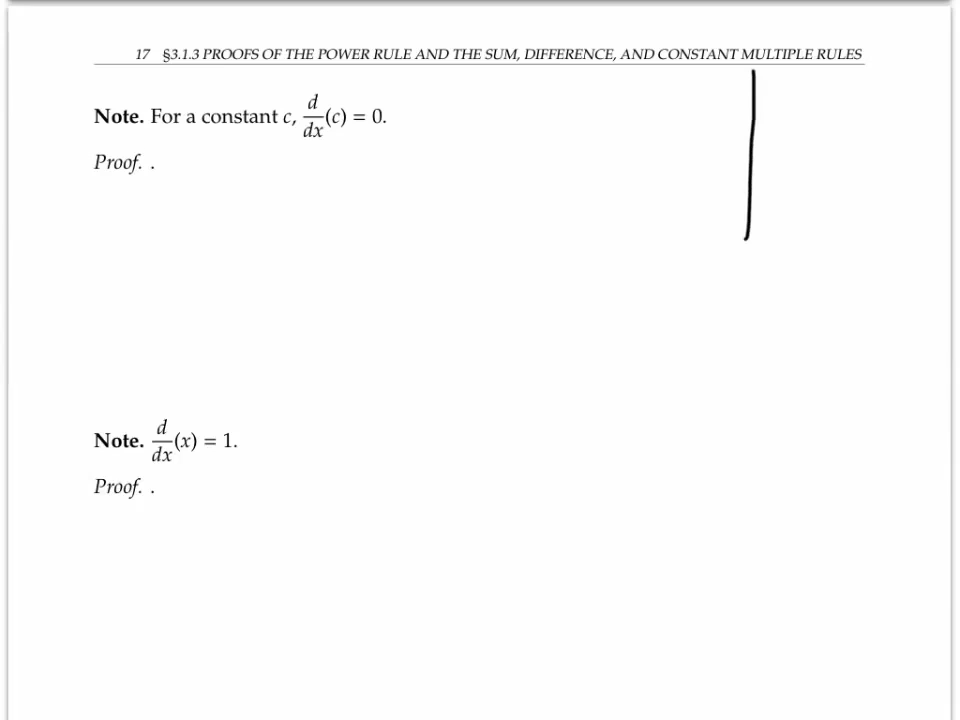 17 §3.1.3 PROOFS OF THE POWER RULE AND THE SUM, DIFFERENCE, AND CONSTANT MULTIPLE RULES
Note. For a constant c, d/dx (c) = 0.
Proof. .
Note. d/dx (x) = 1.
Proof. .